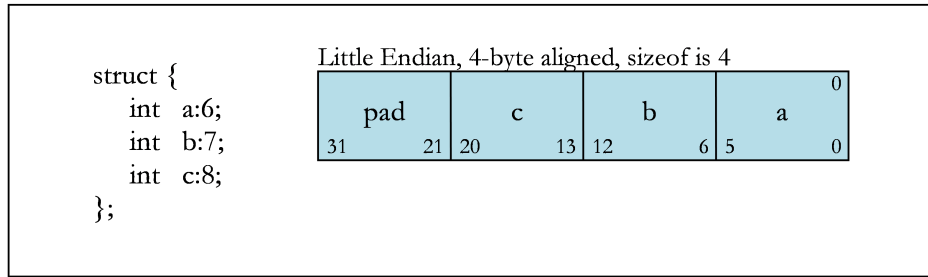 Little Endian, 4-byte aligned, sizeof is 4
struct {
int a:6;
int b:7;
int c:8;
};
0
pad c b a
31 21 20 13 12 6 5 0